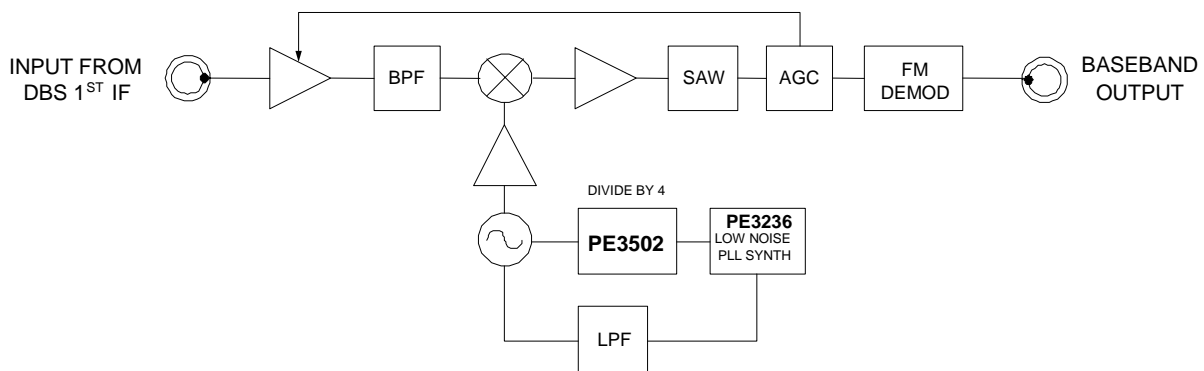 INPUT FROM
DBS 1ST IF
BPF
SAW
AGC
FM
DEMOD
BASEBAND
OUTPUT
DIVIDE BY 4
PE3502
PE3236
LOW NOISE
PLL SYNTH
LPF